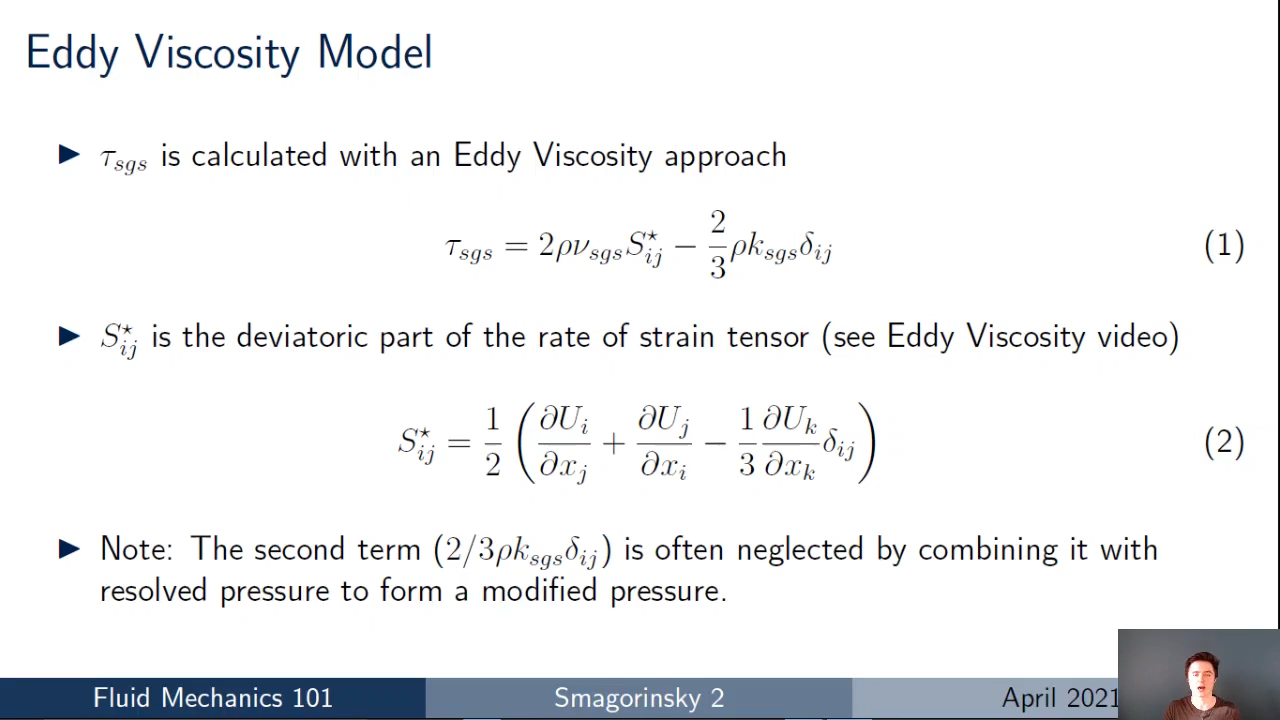 Eddy Viscosity Model
▶ τ_sgs is calculated with an Eddy Viscosity approach
τ_sgs = 2ρν_sgs S⋆_ij − 2/3 ρk_sgs δ_ij (1)
▶ S⋆_ij is the deviatoric part of the rate of strain tensor (see Eddy Viscosity video)
S⋆_ij = 1/2 (∂U_i/∂x_j + ∂U_j/∂x_i − 1/3 ∂U_k/∂x_k δ_ij) (2)
▶ Note: The second term (2/3ρk_sgs δ_ij) is often neglected by combining it with
resolved pressure to form a modified pressure.
Fluid Mechanics 101 Smagorinsky 2 April 2021